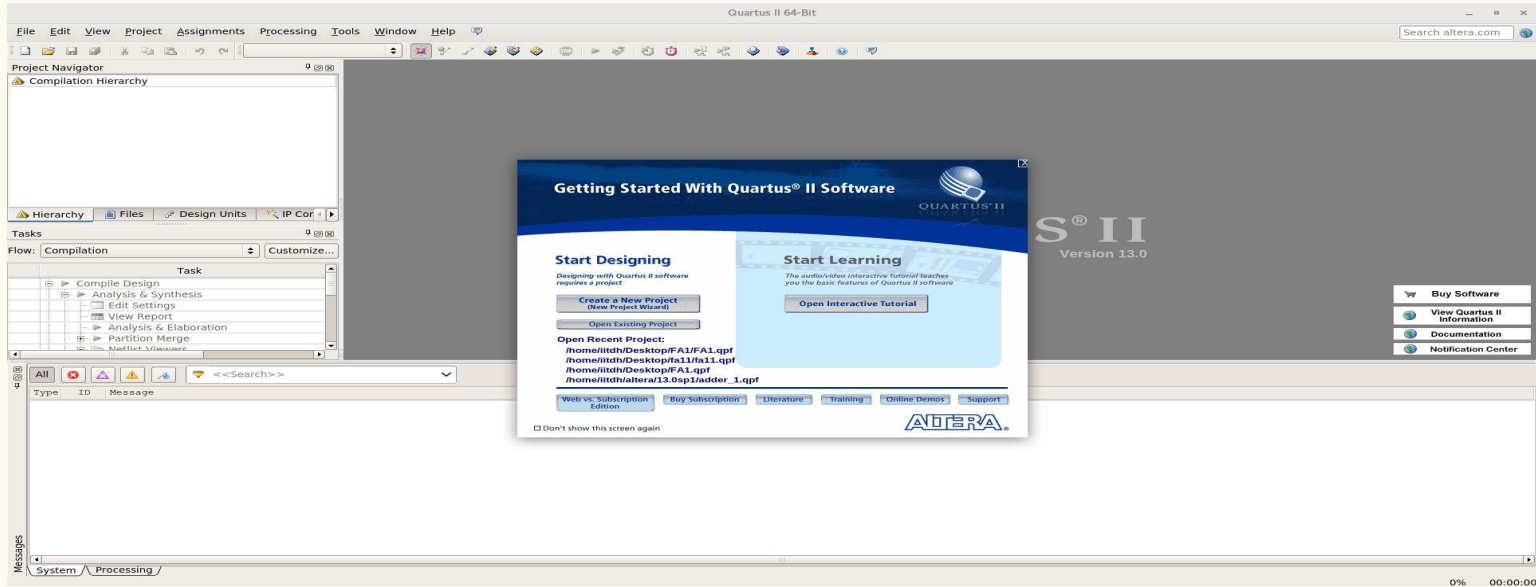 Quartus II 64-Bit
File Edit View Project Assignments Processing Tools Window Help
Search altera.com
Project Navigator
Compilation Hierarchy
Hierarchy Files Design Units IP Cor
Tasks
Flow: Compilation Customize...
Task
Compile Design
Analysis & Synthesis
Edit Settings
View Report
Analysis & Elaboration
Partition Merge
Netlist Viewers
Getting Started With Quartus® II Software
QUARTUS® II
Start Designing
Designing with Quartus II software
requires a project
Create a New Project
(New Project Wizard)
Open Existing Project
Open Recent Project:
/home/iitdh/Desktop/FA1/FA1.qpf
/home/iitdh/Desktop/fa11/fa11.qpf
/home/iitdh/Desktop/FA1.qpf
/home/iitdh/altera/13.0sp1/adder_1.qpf
Start Learning
The audio/video interactive tutorial teaches
you the basic features of Quartus II software
Open Interactive Tutorial
Web vs. Subscription
Edition
Buy Subscription Literature Training Online Demos Support
Don't show this screen again
ALTERA®
S® II
Version 13.0
Buy Software
View Quartus II
Information
Documentation
Notification Center
All <<Search>>
Type ID Message
Messages
System Processing
0% 00:00:00